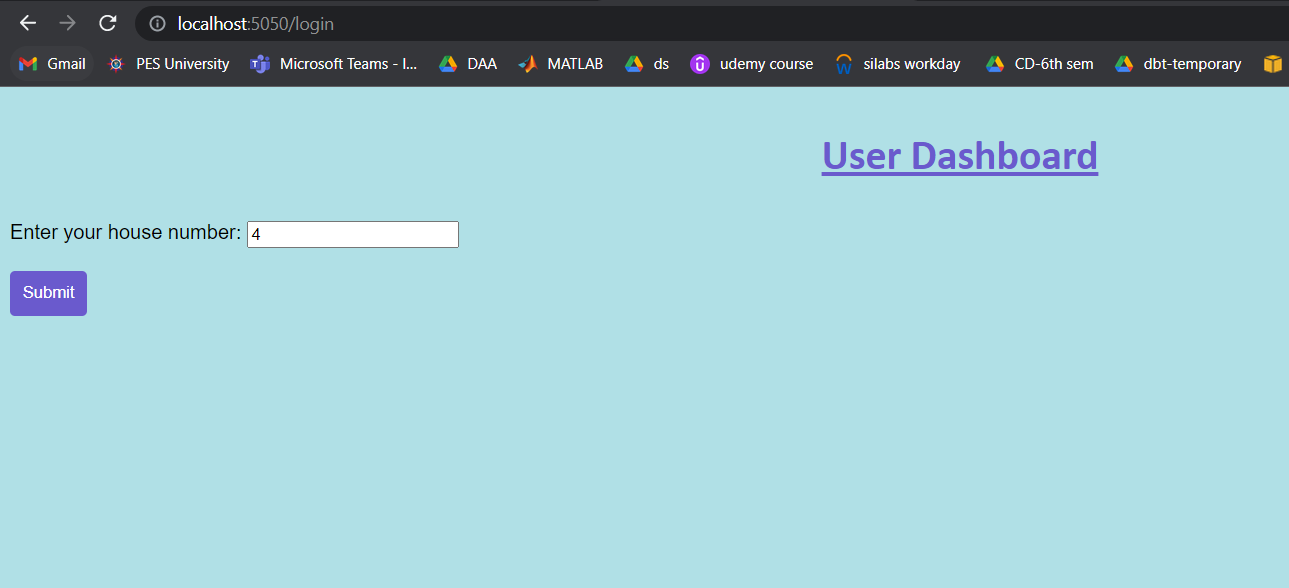 localhost:5050/login
Gmail PES University Microsoft Teams - I... DAA MATLAB ds udemy course silabs workday CD-6th sem dbt-temporary
User Dashboard
Enter your house number: 4
Submit